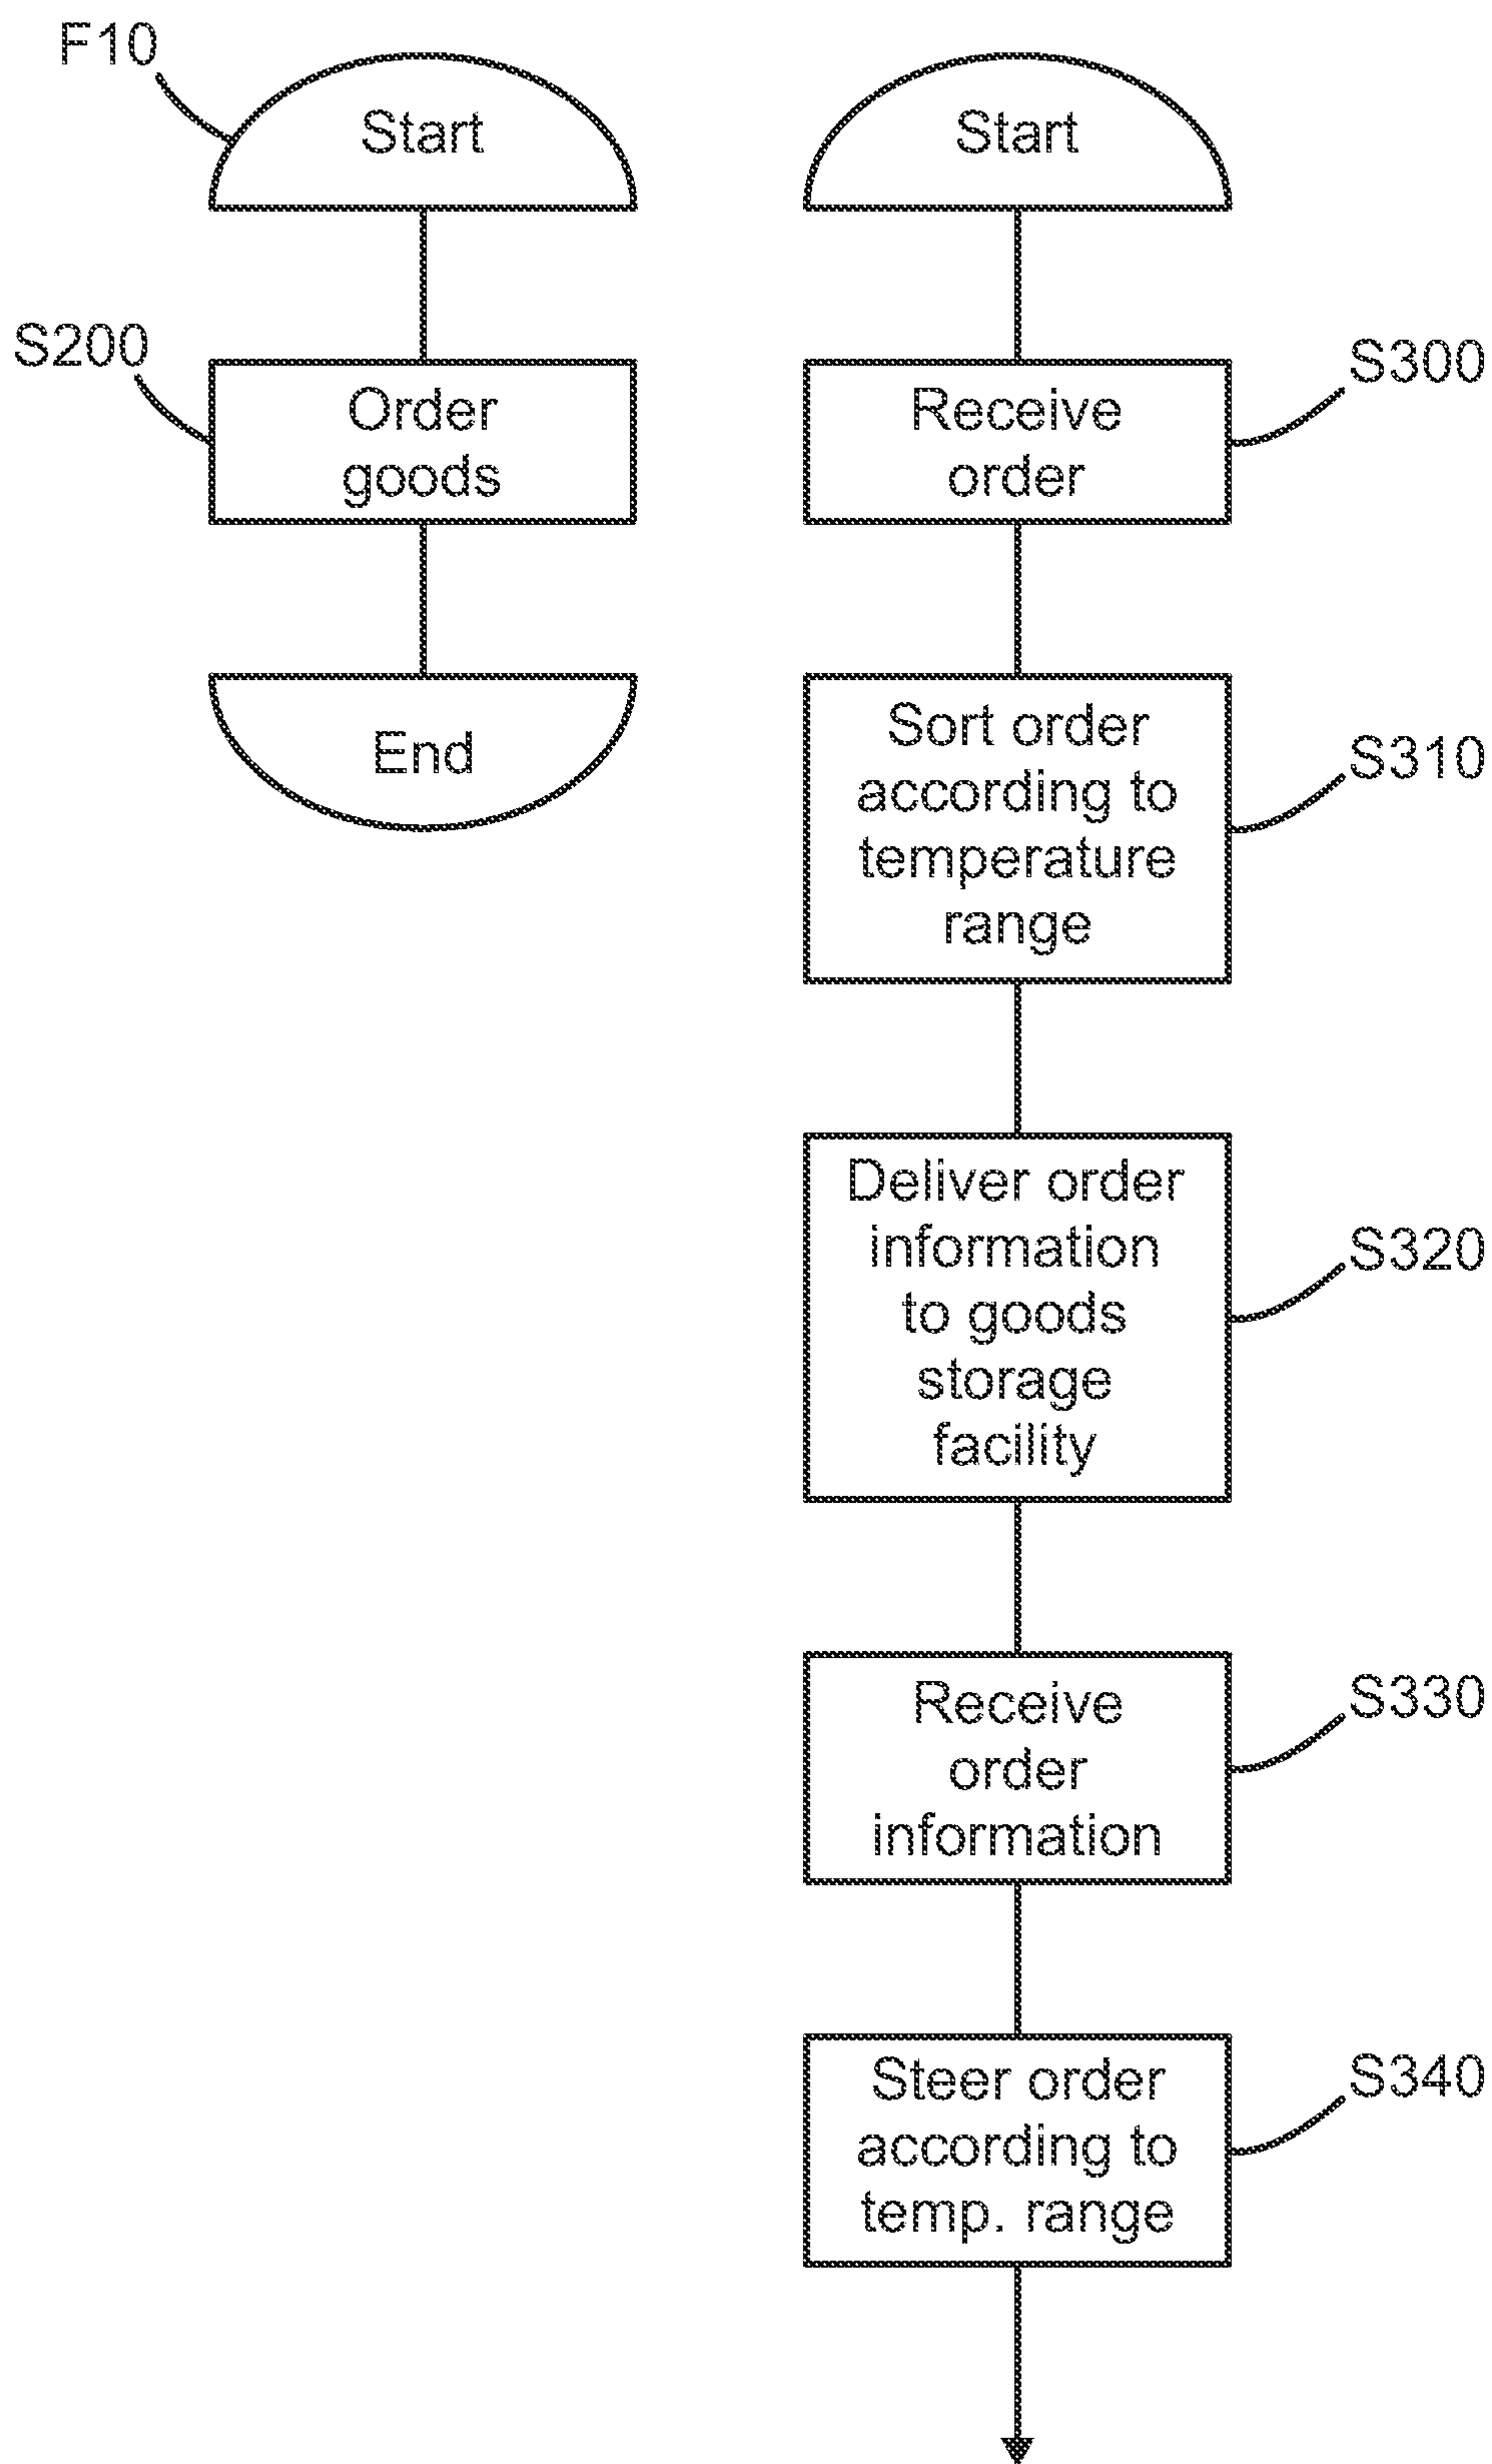 F10
Start
S200
Order
goods
End
Start
Receive
order
S300
Sort order
according to
temperature
range
S310
Deliver order
information
to goods
storage
facility
S320
Receive
order
information
S330
Steer order
according to
temp. range
S340